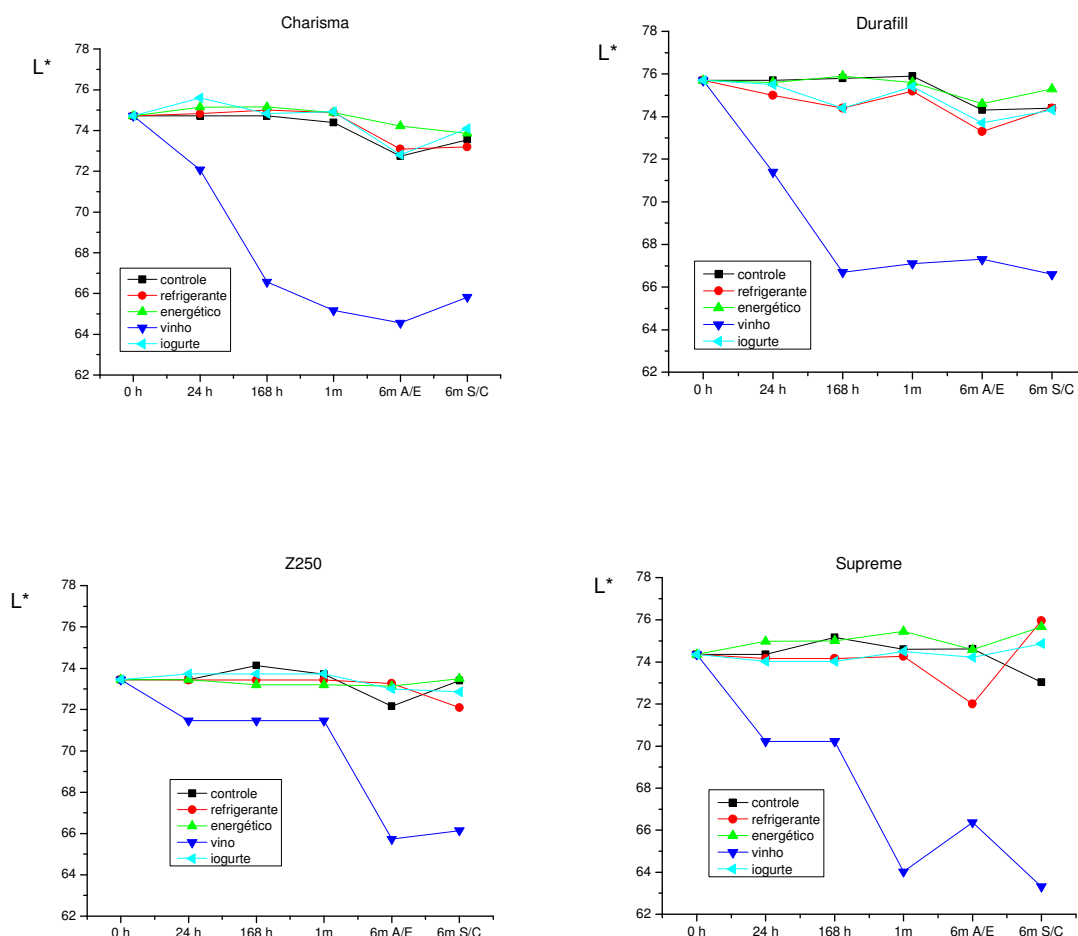 Charisma
L*
78
76
74
72
70
68
66
64
62
controle
refrigerante
energético
vinho
iogurte
0 h 24 h 168 h 1m 6m A/E 6m S/C
Durafill
L*
78
76
74
72
70
68
66
64
62
controle
refrigerante
energético
vinho
iogurte
0 h 24 h 168 h 1m 6m A/E 6m S/C
Z250
L*
78
76
74
72
70
68
66
64
62
controle
refrigerante
energético
vino
iogurte
0 h 24 h 168 h 1m 6m A/E 6m S/C
Supreme
L*
78
76
74
72
70
68
66
64
62
controle
refrigerante
energético
vinho
iogurte
0 h 24 h 168 h 1m 6m A/E 6m S/C